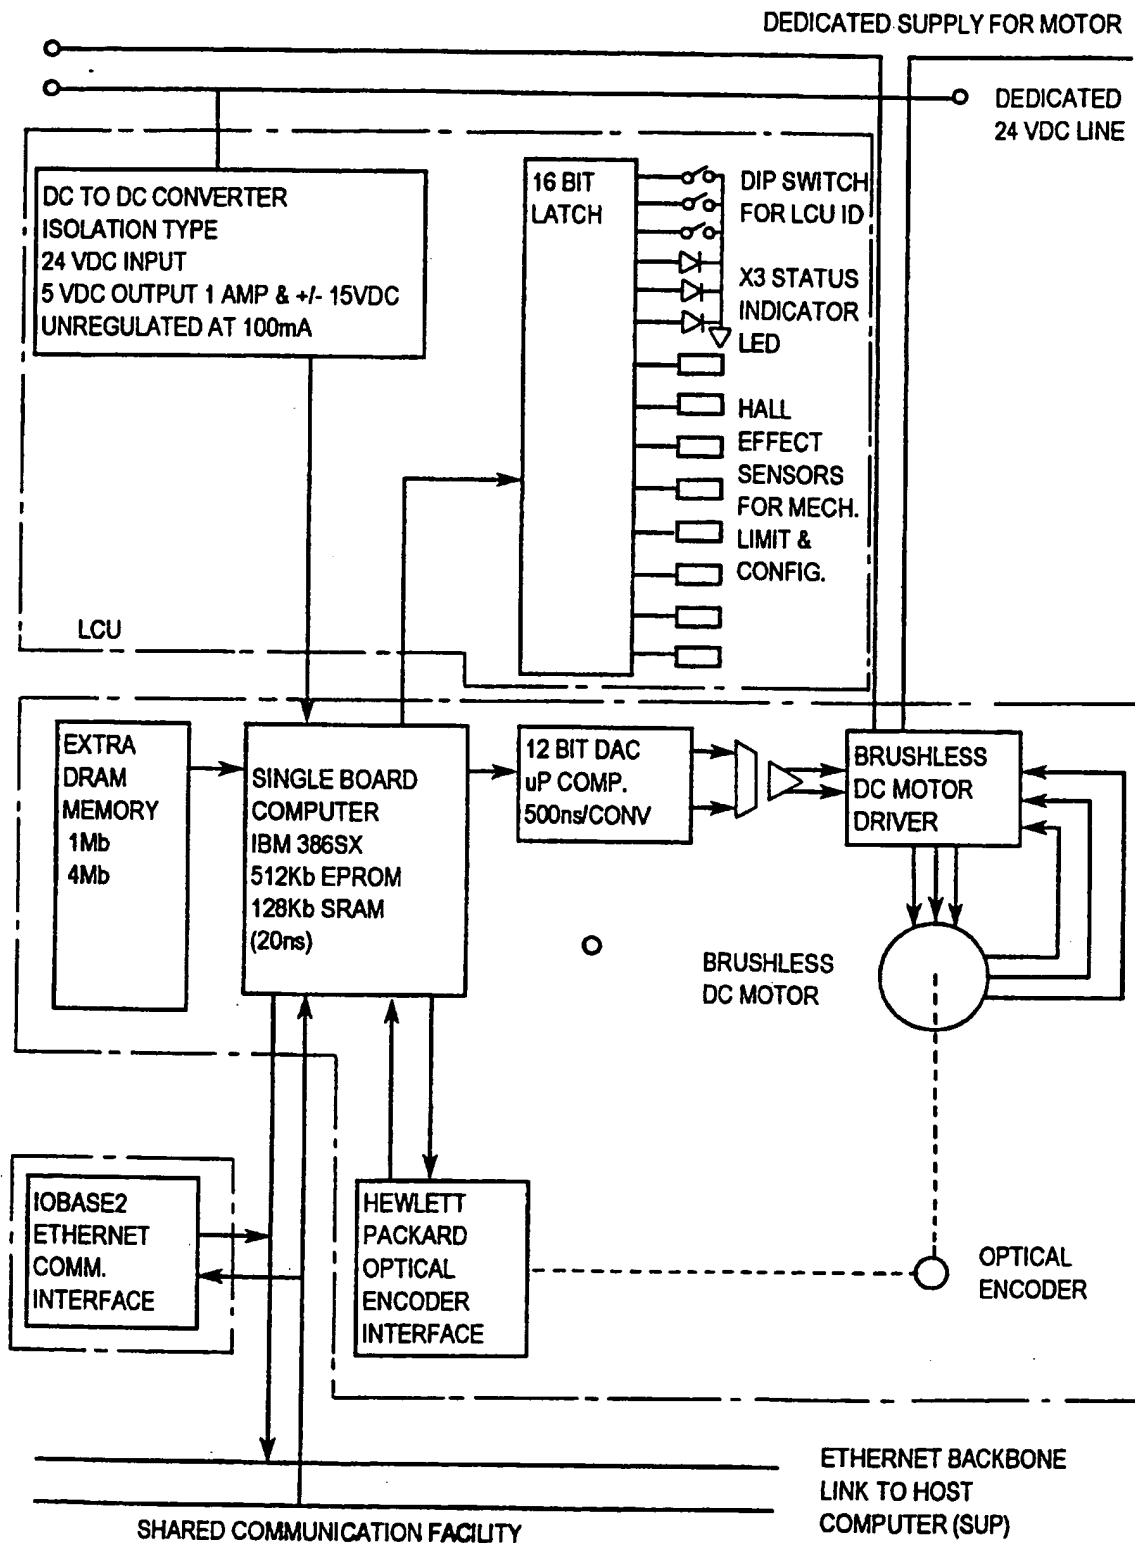 DEDICATED SUPPLY FOR MOTOR
DEDICATED
24 VDC LINE
DC TO DC CONVERTER
ISOLATION TYPE
24 VDC INPUT
5 VDC OUTPUT 1 AMP & +/- 15VDC
UNREGULATED AT 100mA
16 BIT
LATCH
DIP SWITCH
FOR LCU ID
X3 STATUS
INDICATOR
LED
HALL
EFFECT
SENSORS
FOR MECH.
LIMIT &
CONFIG.
LCU
EXTRA
DRAM
MEMORY
1Mb
4Mb
SINGLE BOARD
COMPUTER
IBM 386SX
512Kb EPROM
128Kb SRAM
(20ns)
12 BIT DAC
uP COMP.
500ns/CONV
BRUSHLESS
DC MOTOR
DRIVER
BRUSHLESS
DC MOTOR
IOBASE2
ETHERNET
COMM.
INTERFACE
HEWLETT
PACKARD
OPTICAL
ENCODER
INTERFACE
OPTICAL
ENCODER
ETHERNET BACKBONE
LINK TO HOST
COMPUTER (SUP)
SHARED COMMUNICATION FACILITY